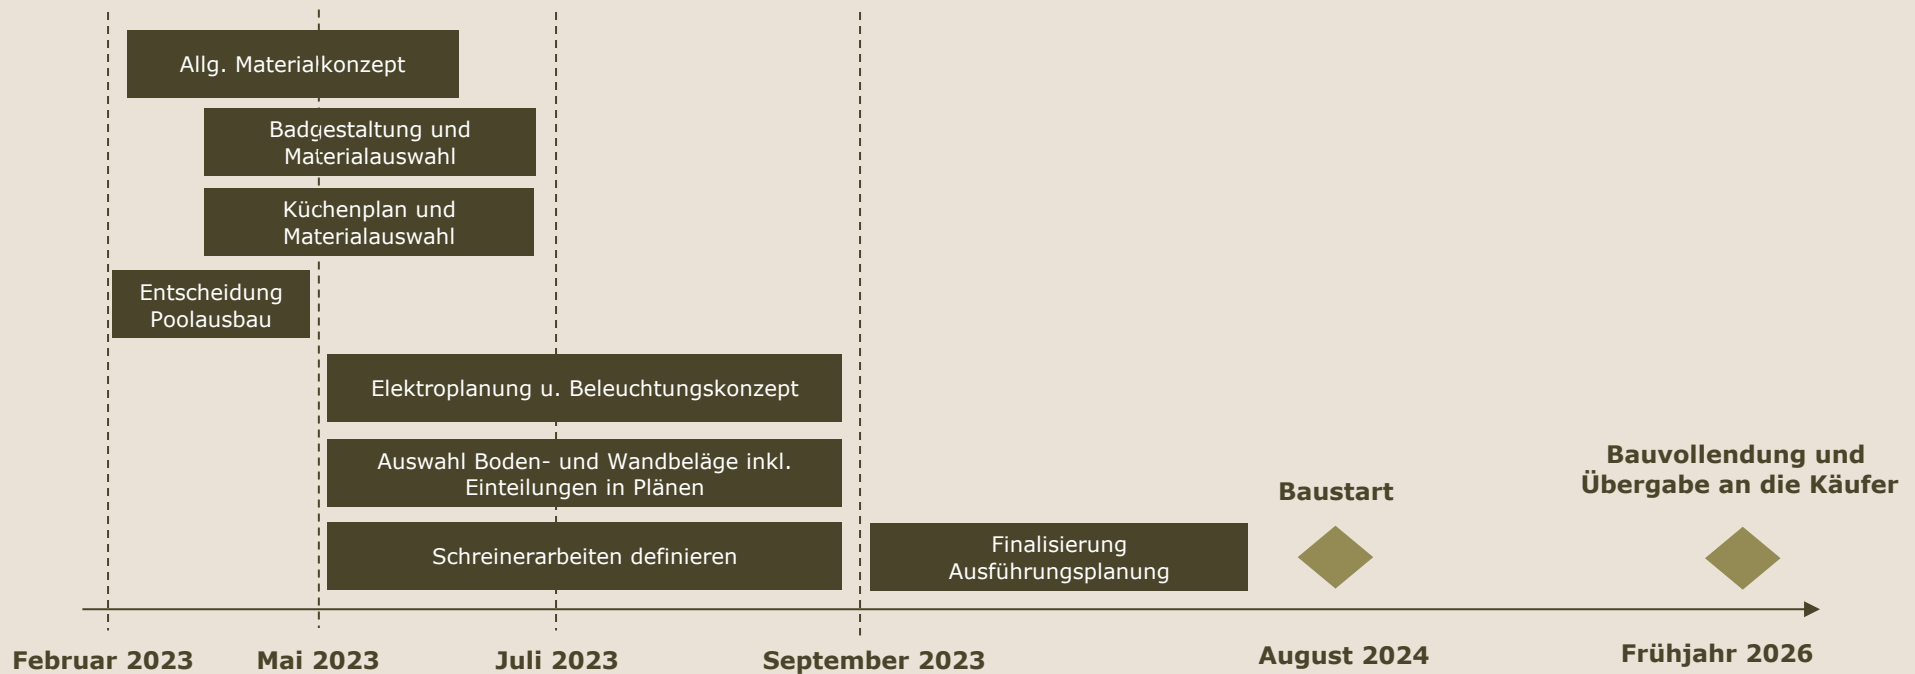 Allg. Materialkonzept
Badgestaltung und
Materialauswahl
Küchenplan und
Materialauswahl
Entscheidung
Poolausbau
Elektroplanung u. Beleuchtungskonzept
Auswahl Boden- und Wandbeläge inkl.
Einteilungen in Plänen
Schreinerarbeiten definieren
Finalisierung
Ausführungsplanung
Baustart
Bauvollendung und
Übergabe an die Käufer
Februar 2023
Mai 2023
Juli 2023
September 2023
August 2024
Frühjahr 2026